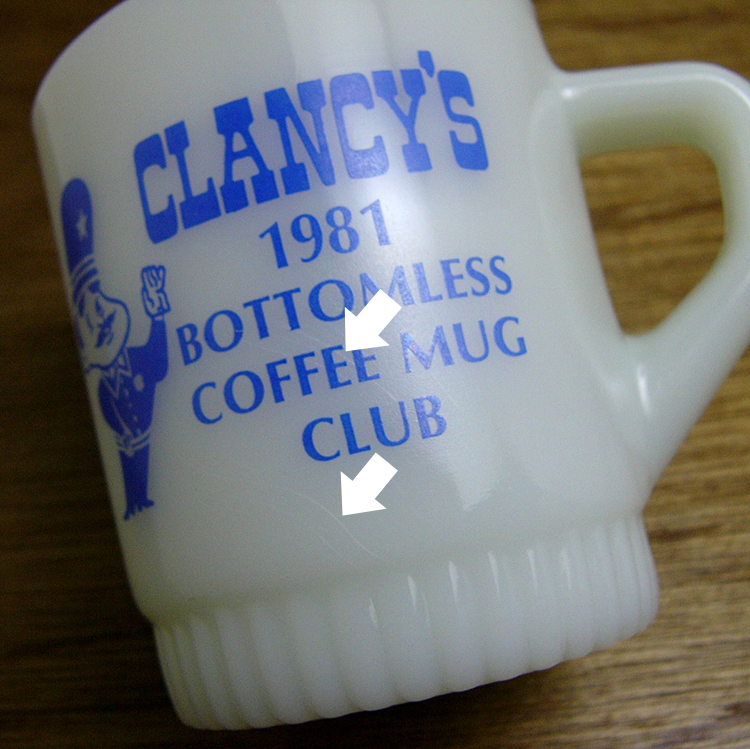 CLANCY'S
1981
BOTTOMLESS
COFFEE MUG
CLUB